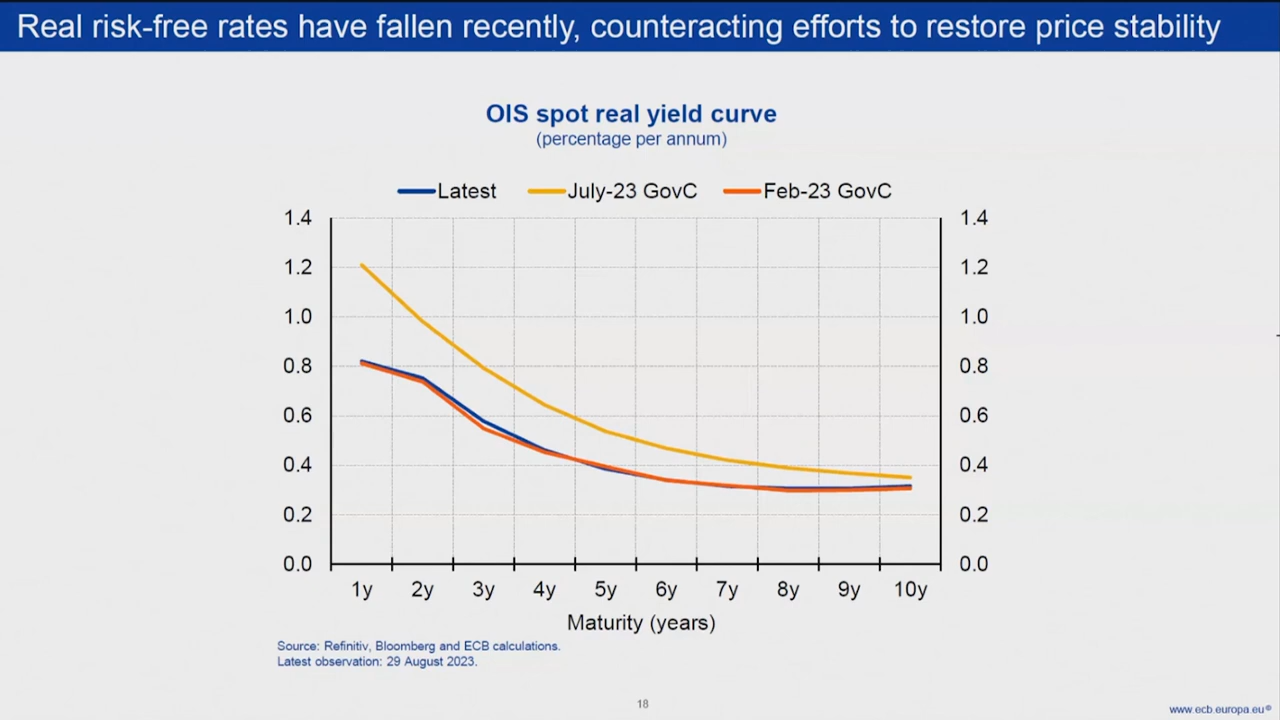 Real risk-free rates have fallen recently, counteracting efforts to restore price stability
OIS spot real yield curve
(percentage per annum)
Latest July-23 GovC Feb-23 GovC
1.4 1.4
1.2 1.2
1.0 1.0
0.8 0.8
0.6 0.6
0.4 0.4
0.2 0.2
0.0 0.0
1y 2y 3y 4y 5y 6y 7y 8y 9y 10y
Maturity (years)
Source: Refinitiv, Bloomberg and ECB calculations.
Latest observation: 29 August 2023.
18
www.ecb.europa.eu©